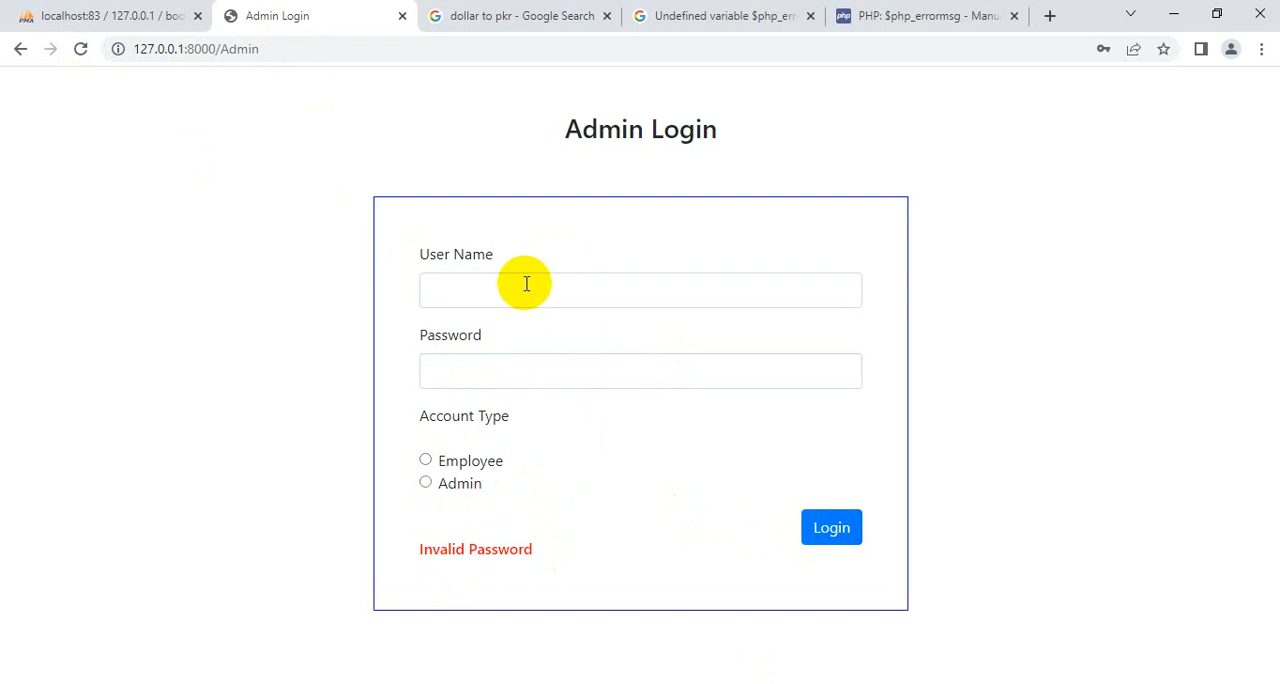 localhost:83 / 127.0.0.1 / boo
Admin Login
dollar to pkr - Google Search
Undefined variable $php_err
php
PHP: $php_errormsg - Manu
127.0.0.1:8000/Admin
Admin Login
User Name
Password
Account Type
Employee
Admin
Login
Invalid Password